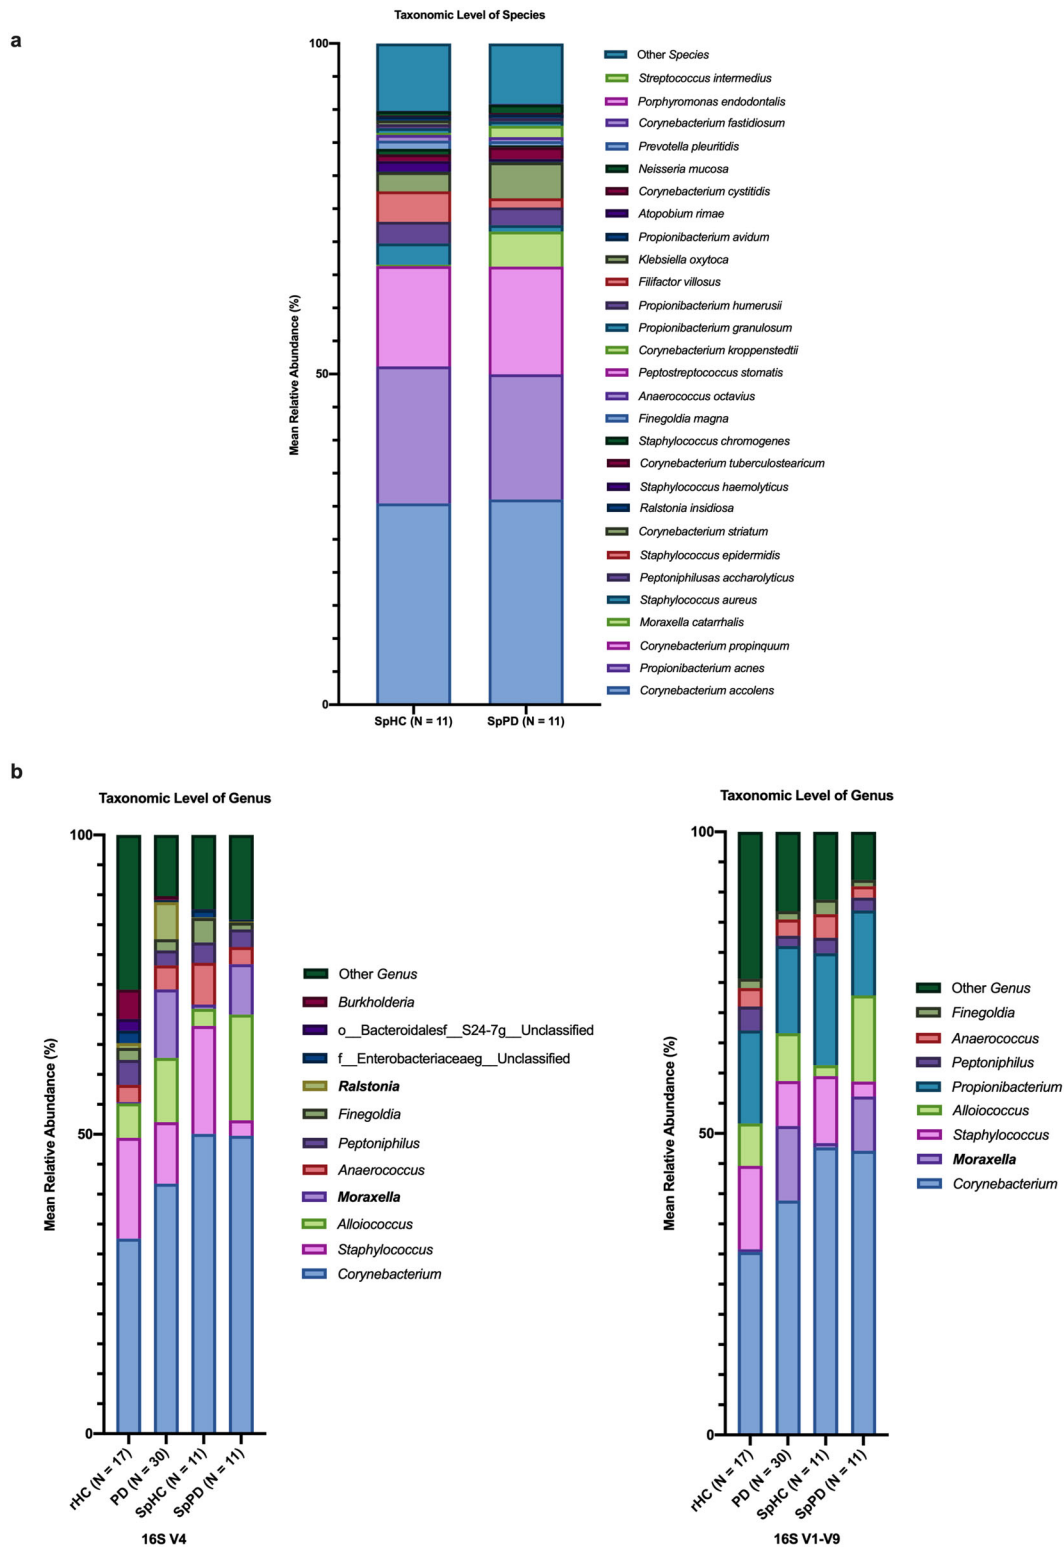 a
Taxonomic Level of Species
Mean Relative Abundance (%)
100
50
0
SpHC (N = 11)
SpPD (N = 11)
Other Species
Streptococcus intermedius
Porphyromonas endodontalis
Corynebacterium fastidiosum
Prevotella pleuritidis
Neisseria mucosa
Corynebacterium cystitidis
Atopobium rimae
Propionibacterium avidum
Klebsiella oxytoca
Filifactor villosus
Propionibacterium humerusii
Propionibacterium granulosum
Corynebacterium kroppenstedtii
Peptostreptococcus stomatis
Anaerococcus octavius
Finegoldia magna
Staphylococcus chromogenes
Corynebacterium tuberculostearicum
Staphylococcus haemolyticus
Ralstonia insidiosa
Corynebacterium striatum
Staphylococcus epidermidis
Peptoniphilusas accharolyticus
Staphylococcus aureus
Moraxella catarrhalis
Corynebacterium propinquum
Propionibacterium acnes
Corynebacterium accolens
b
Taxonomic Level of Genus
Mean Relative Abundance (%)
100
50
0
rHC (N = 17)
PD (N = 30)
SpHC (N = 11)
SpPD (N = 11)
16S V4
Other Genus
Burkholderia
o__Bacteroidalesf__S24-7g__Unclassified
f__Enterobacteriaceaeg__Unclassified
Ralstonia
Finegoldia
Peptoniphilus
Anaerococcus
Moraxella
Alloiococcus
Staphylococcus
Corynebacterium
Taxonomic Level of Genus
Mean Relative Abundance (%)
100
50
0
rHC (N = 17)
PD (N = 30)
SpHC (N = 11)
SpPD (N = 11)
16S V1-V9
Other Genus
Finegoldia
Anaerococcus
Peptoniphilus
Propionibacterium
Alloiococcus
Staphylococcus
Moraxella
Corynebacterium